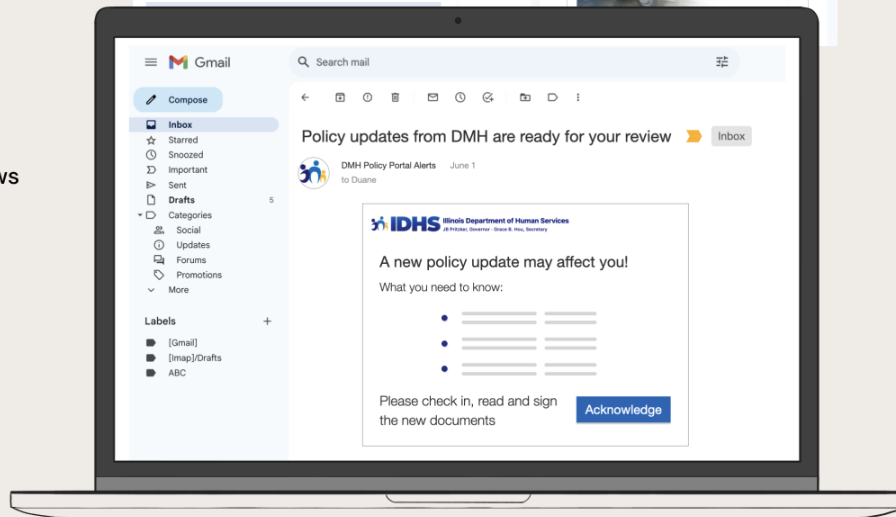 ws
Gmail
Search mail
Compose
Inbox
Starred
Snoozed
Important
Sent
Drafts 5
Categories
Social
Updates
Forums
Promotions
More
Labels +
[Gmail]
[Imap]/Drafts
ABC
Policy updates from DMH are ready for your review Inbox
DMH Policy Portal Alerts June 1
to Duane
IDHS Illinois Department of Human Services
JB Pritzker, Governor · Grace B. Hou, Secretary
A new policy update may affect you!
What you need to know:
Please check in, read and sign
the new documents
Acknowledge